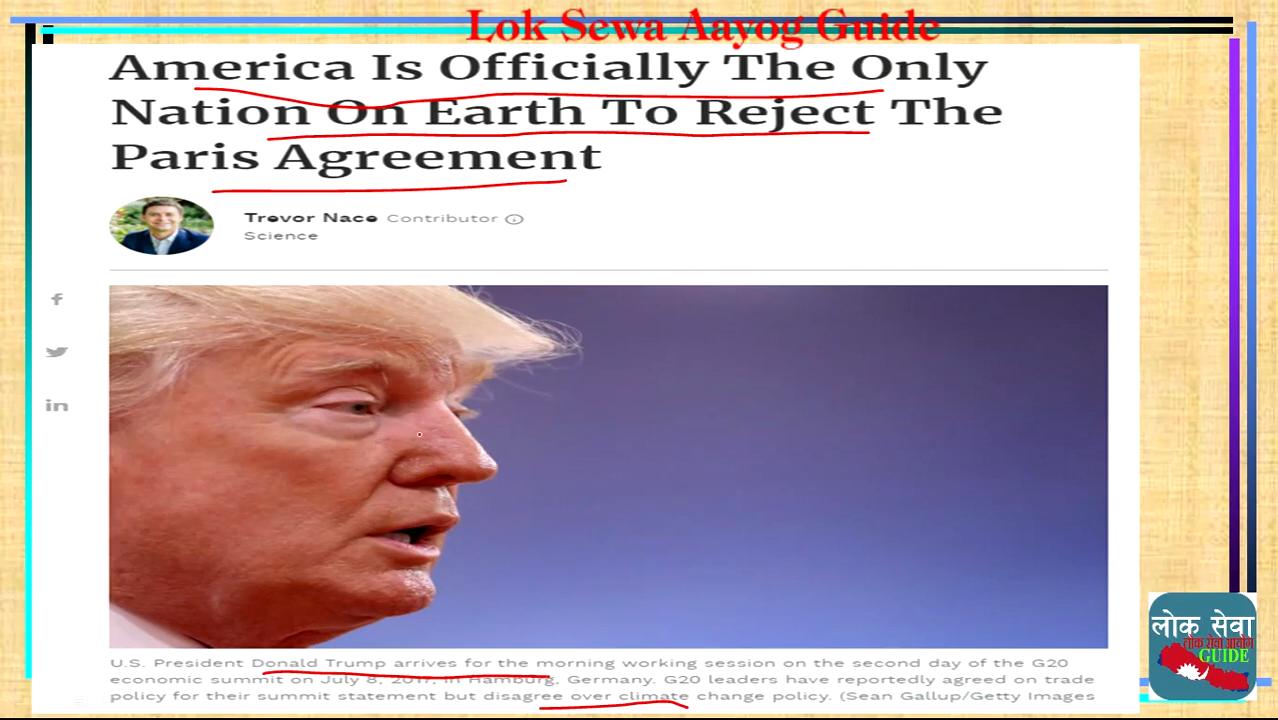 Lok Sewa Aayog Guide
America Is Officially The Only
Nation On Earth To Reject The
Paris Agreement
Trevor Nace Contributor
Science
f
in
U.S. President Donald Trump arrives for the morning working session on the second day of the G20
economic summit on July 8, 2017, in Hamburg, Germany. G20 leaders have reportedly agreed on trade
policy for their summit statement but disagree over climate change policy. (Sean Gallup/Getty Images
लोक सेवा
लोक सेवा आयोग
GUIDE